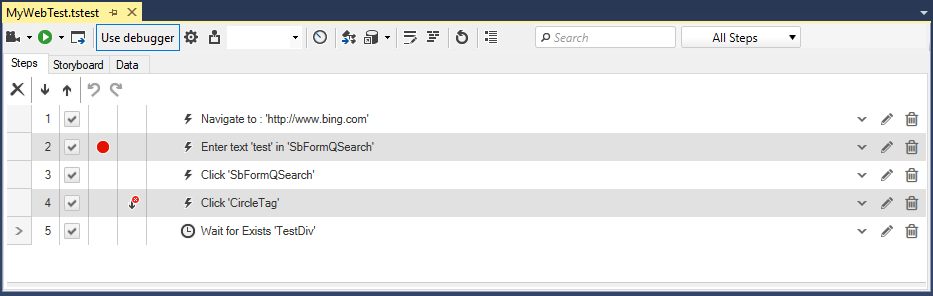 MyWebTest.tstest
Use debugger
Search
All Steps
Steps Storyboard Data
1 Navigate to : 'http://www.bing.com'
2 Enter text 'test' in 'SbFormQSearch'
3 Click 'SbFormQSearch'
4 Click 'CircleTag'
5 Wait for Exists 'TestDiv'